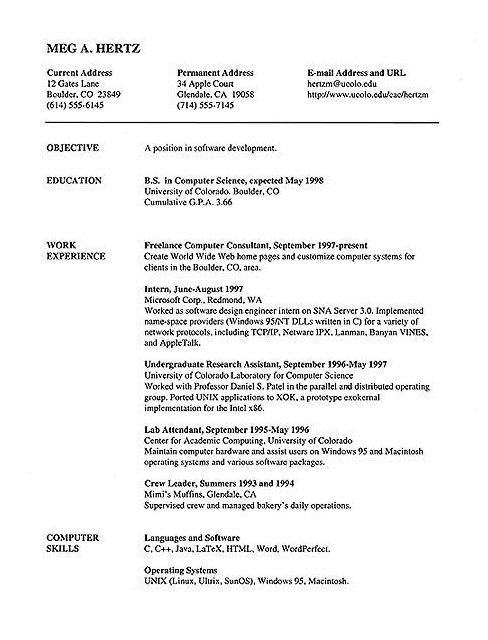 MEG A. HERTZ
Current Address
12 Gates Lane
Boulder, CO 23849
(614) 555-6145
Permanent Address
34 Apple Court
Glendale, CA 19058
(714) 555-7145
E-mail Address and URL
hertzm@ucolo.edu
http://www.ucolo.edu/cac/hertzm
OBJECTIVE
A position in software development.
EDUCATION
B.S. in Computer Science, expected May 1998
University of Colorado. Boulder, CO
Cumulative G.P.A. 3.66
WORK
EXPERIENCE
Freelance Computer Consultant, September 1997-present
Create World Wide Web home pages and customize computer systems for
clients in the Boulder, CO, area.
Intern, June-August 1997
Microsoft Corp., Redmond, WA
Worked as software design engineer intern on SNA Server 3.0. Implemented
name-space providers (Windows 95/NT DLLs written in C) for a variety of
network protocols, including TCP/IP, Netware IPX, Lanman, Banyan VINES,
and AppleTalk.
Undergraduate Research Assistant, September 1996-May 1997
University of Colorado Laboratory for Computer Science
Worked with Professor Daniel S. Patel in the parallel and distributed operating
group. Ported UNIX applications to XOK, a prototype exokernal
implementation for the Intel x86.
Lab Attendant, September 1995-May 1996
Center for Academic Computing, University of Colorado
Maintain computer hardware and assist users on Windows 95 and Macintosh
operating systems and various software packages.
Crew Leader, Summers 1993 and 1994
Mimi's Muffins, Glendale, CA
Supervised crew and managed bakery's daily operations.
COMPUTER
SKILLS
Languages and Software
C, C++, Java, LaTeX, HTML, Word, WordPerfect.
Operating Systems
UNIX (Linux, Ultrix, SunOS), Windows 95, Macintosh.